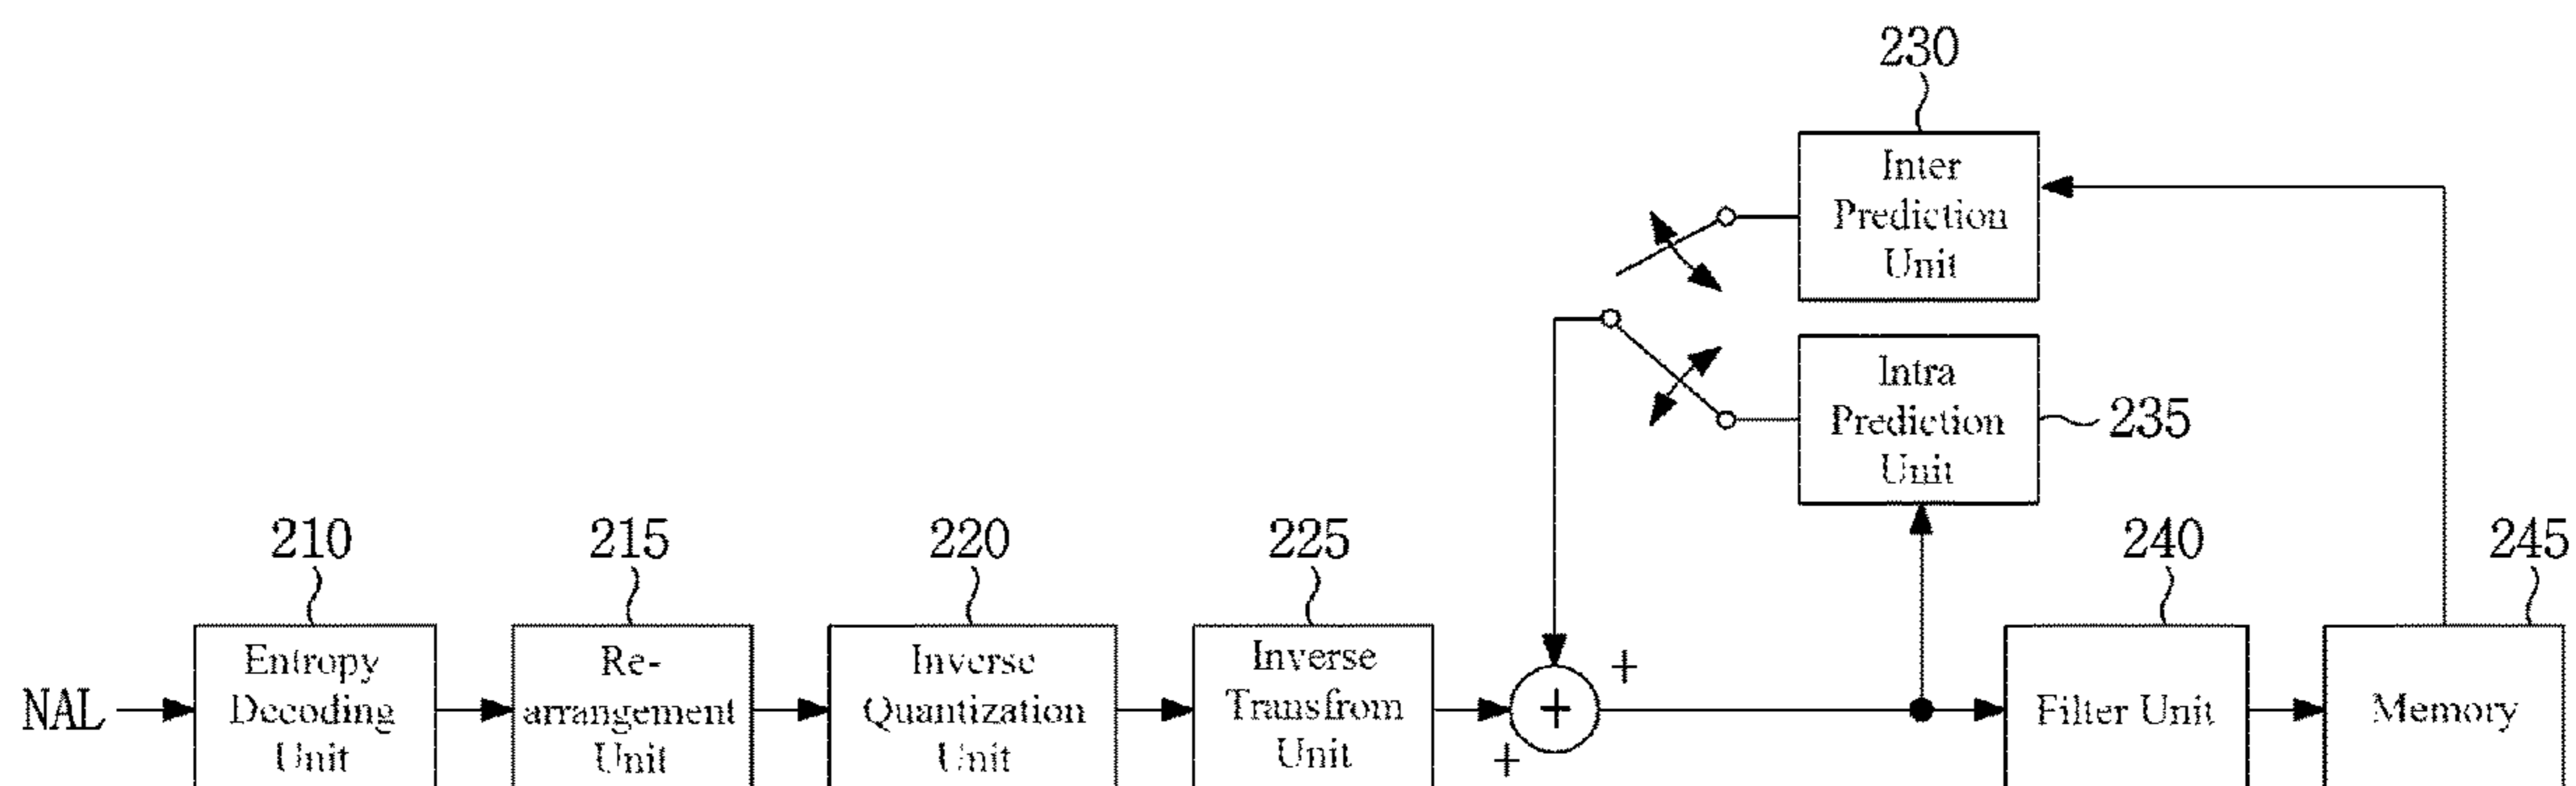 230
Inter
Prediction
Unit
Intra
Prediction
Unit
235
210
215
220
225
240
245
NAL
Entropy
Decoding
Unit
Re-
arrangement
Unit
Inverse
Quantization
Unit
Inverse
Transfrom
Unit
+
+
+
Filter Unit
Memory